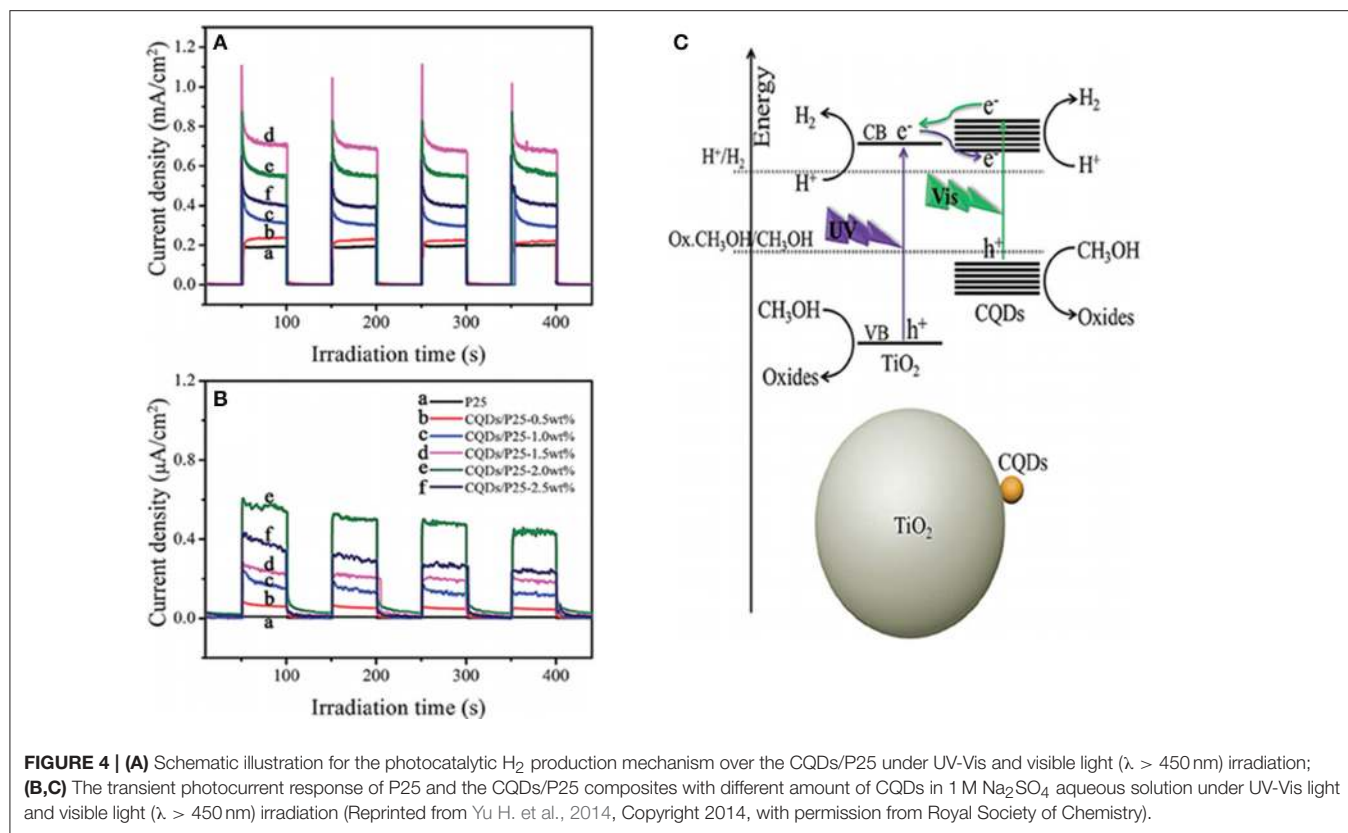 A
Current density (mA/cm²)
1.2
1.0
0.8
0.6
0.4
0.2
0.0
d
e
f
c
b
a
100 200 300 400
Irradiation time (s)
B
Current density (µA/cm²)
1.2
0.8
0.4
0.0
a P25
b CQDs/P25-0.5wt%
c CQDs/P25-1.0wt%
d CQDs/P25-1.5wt%
e CQDs/P25-2.0wt%
f CQDs/P25-2.5wt%
e
f
d
c
b
a
100 200 300 400
Irradiation time (s)
C
Energy
H₂ CB e⁻ e⁻ H₂
H⁺/H₂ e⁻ H⁺
H⁺
Vis
UV
Ox.CH₃OH/CH₃OH h⁺ CH₃OH
CH₃OH CQDs Oxides
VB h⁺
Oxides TiO₂
CQDs
TiO₂
FIGURE 4 | (A) Schematic illustration for the photocatalytic H₂ production mechanism over the CQDs/P25 under UV-Vis and visible light (λ > 450 nm) irradiation;
(B,C) The transient photocurrent response of P25 and the CQDs/P25 composites with different amount of CQDs in 1 M Na₂SO₄ aqueous solution under UV-Vis light
and visible light (λ > 450 nm) irradiation (Reprinted from Yu H. et al., 2014, Copyright 2014, with permission from Royal Society of Chemistry).